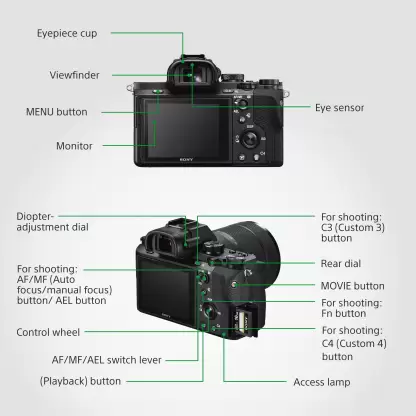 Eyepiece cup
Viewfinder
MENU button
Monitor
Eye sensor
SONY
Diopter-
adjustment dial
For shooting:
AF/MF (Auto
focus/manual focus)
button/ AEL button
Control wheel
AF/MF/AEL switch lever
(Playback) button
For shooting:
C3 (Custom 3)
button
Rear dial
MOVIE button
For shooting:
Fn button
For shooting:
C4 (Custom 4)
button
Access lamp
SONY